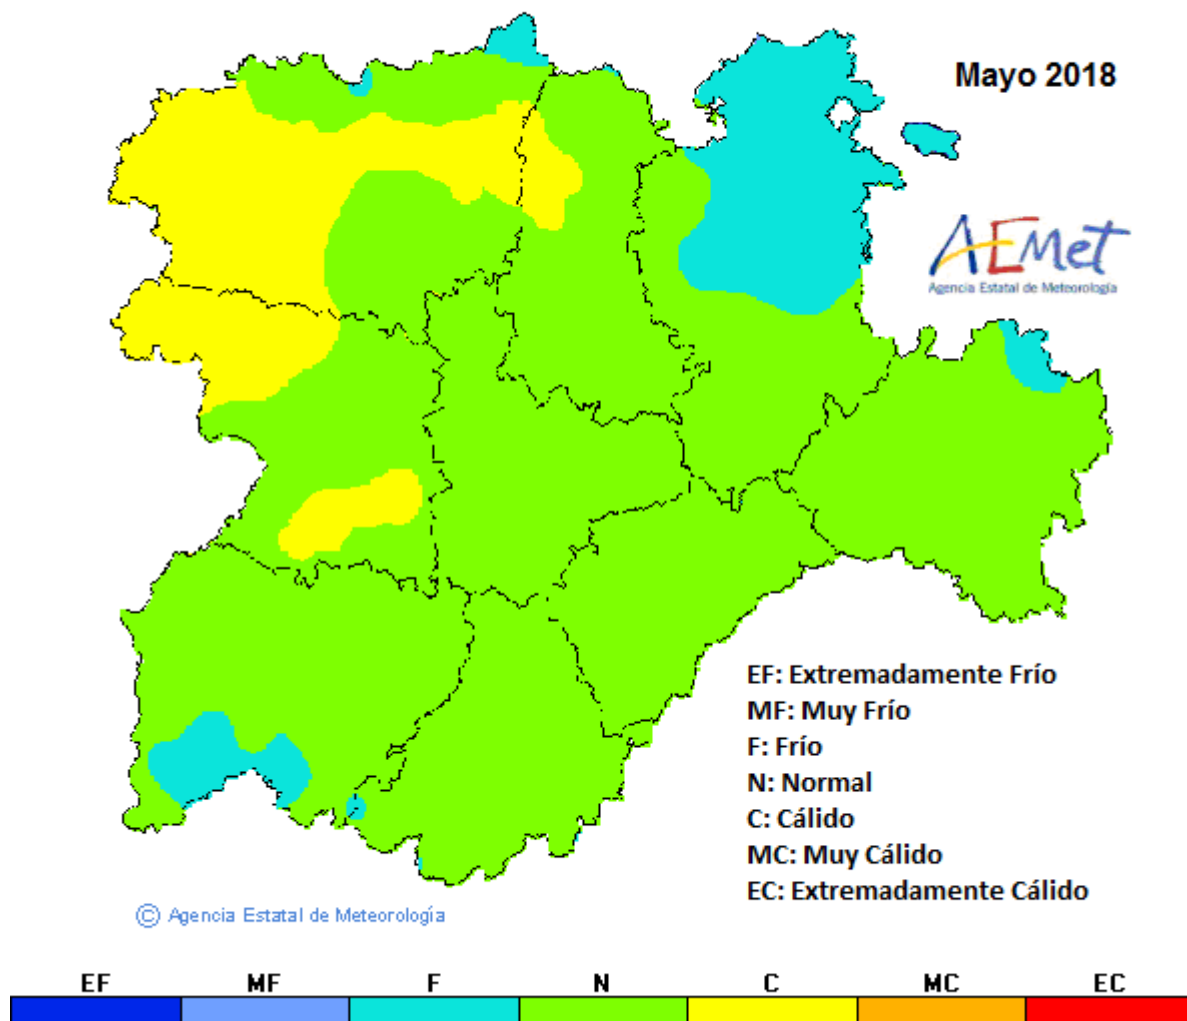 Mayo 2018
AEMet
Agencia Estatal de Meteorología
EF: Extremadamente Frío
MF: Muy Frío
F: Frío
N: Normal
C: Cálido
MC: Muy Cálido
EC: Extremadamente Cálido
© Agencia Estatal de Meteorología
EF MF F N C MC EC